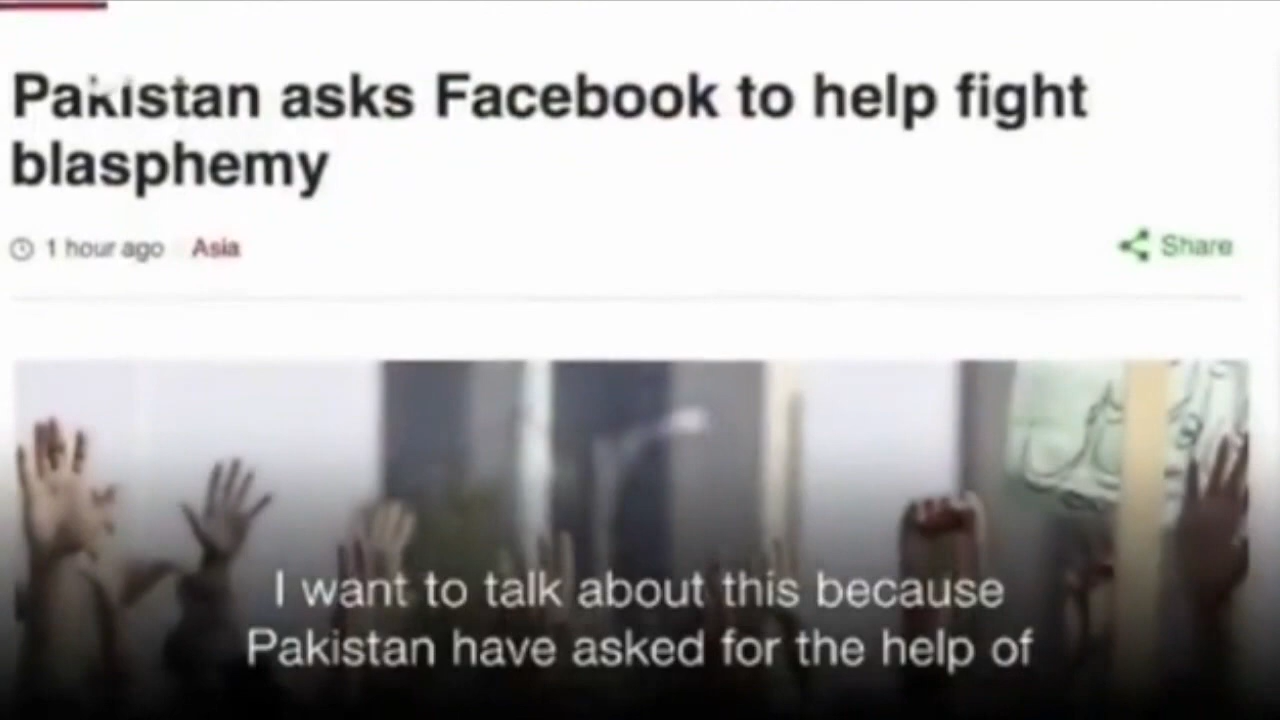 Pakistan asks Facebook to help fight
blasphemy
1 hour ago Asia
Share
I want to talk about this because
Pakistan have asked for the help of